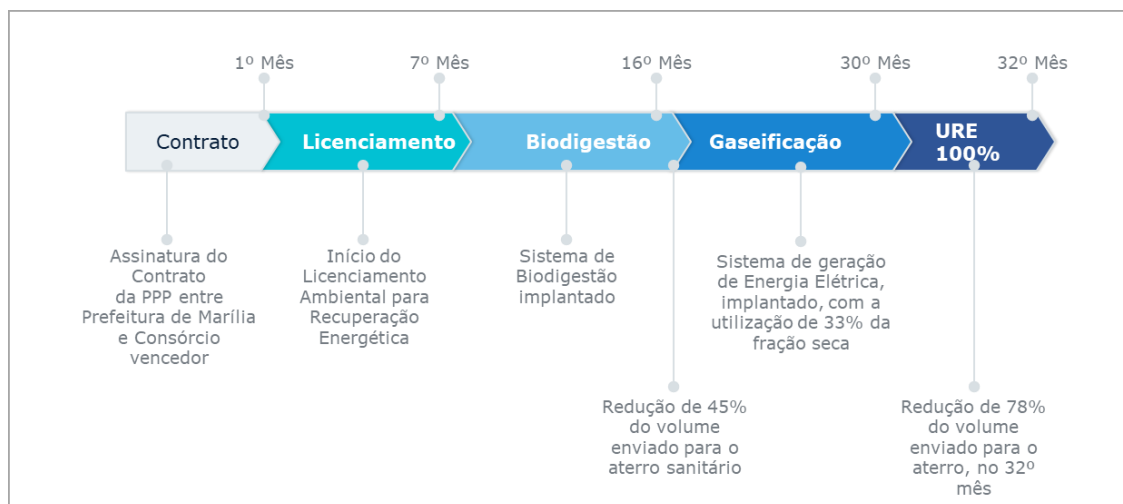 1º Mês
7º Mês
16º Mês
30º Mês
32º Mês
Contrato
Licenciamento
Biodigestão
Gaseificação
URE
100%
Assinatura do
Contrato
da PPP entre
Prefeitura de Marília
e Consórcio
vencedor
Início do
Licenciamento
Ambiental para
Recuperação
Energética
Sistema de
Biodigestão
implantado
Sistema de geração
de Energia Elétrica,
implantado, com a
utilização de 33% da
fração seca
Redução de 45%
do volume
enviado para o
aterro sanitário
Redução de 78%
do volume
enviado para o
aterro, no 32º
mês